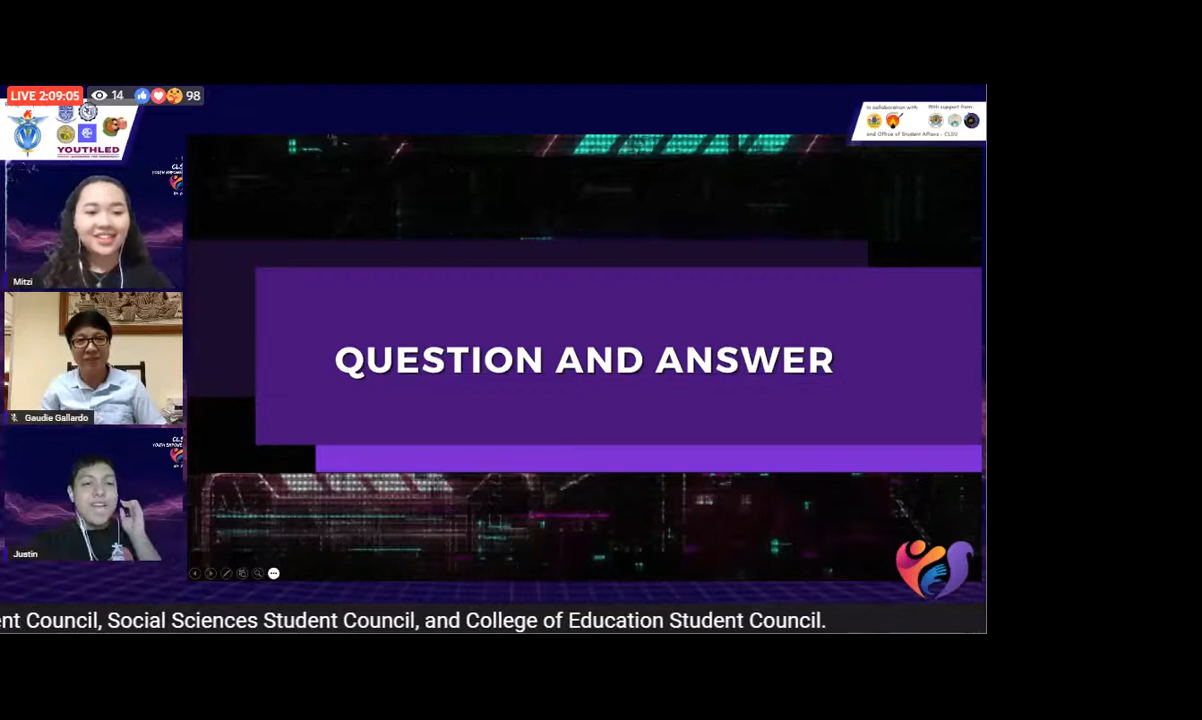 LIVE 2:09:05
14
98
YOUTHLED
In collaboration with:
With support from:
and Office of Student Affairs - CLSU
Mitzi
Gaudie Gallardo
Justin
QUESTION AND ANSWER
nt Council, Social Sciences Student Council, and College of Education Student Council.